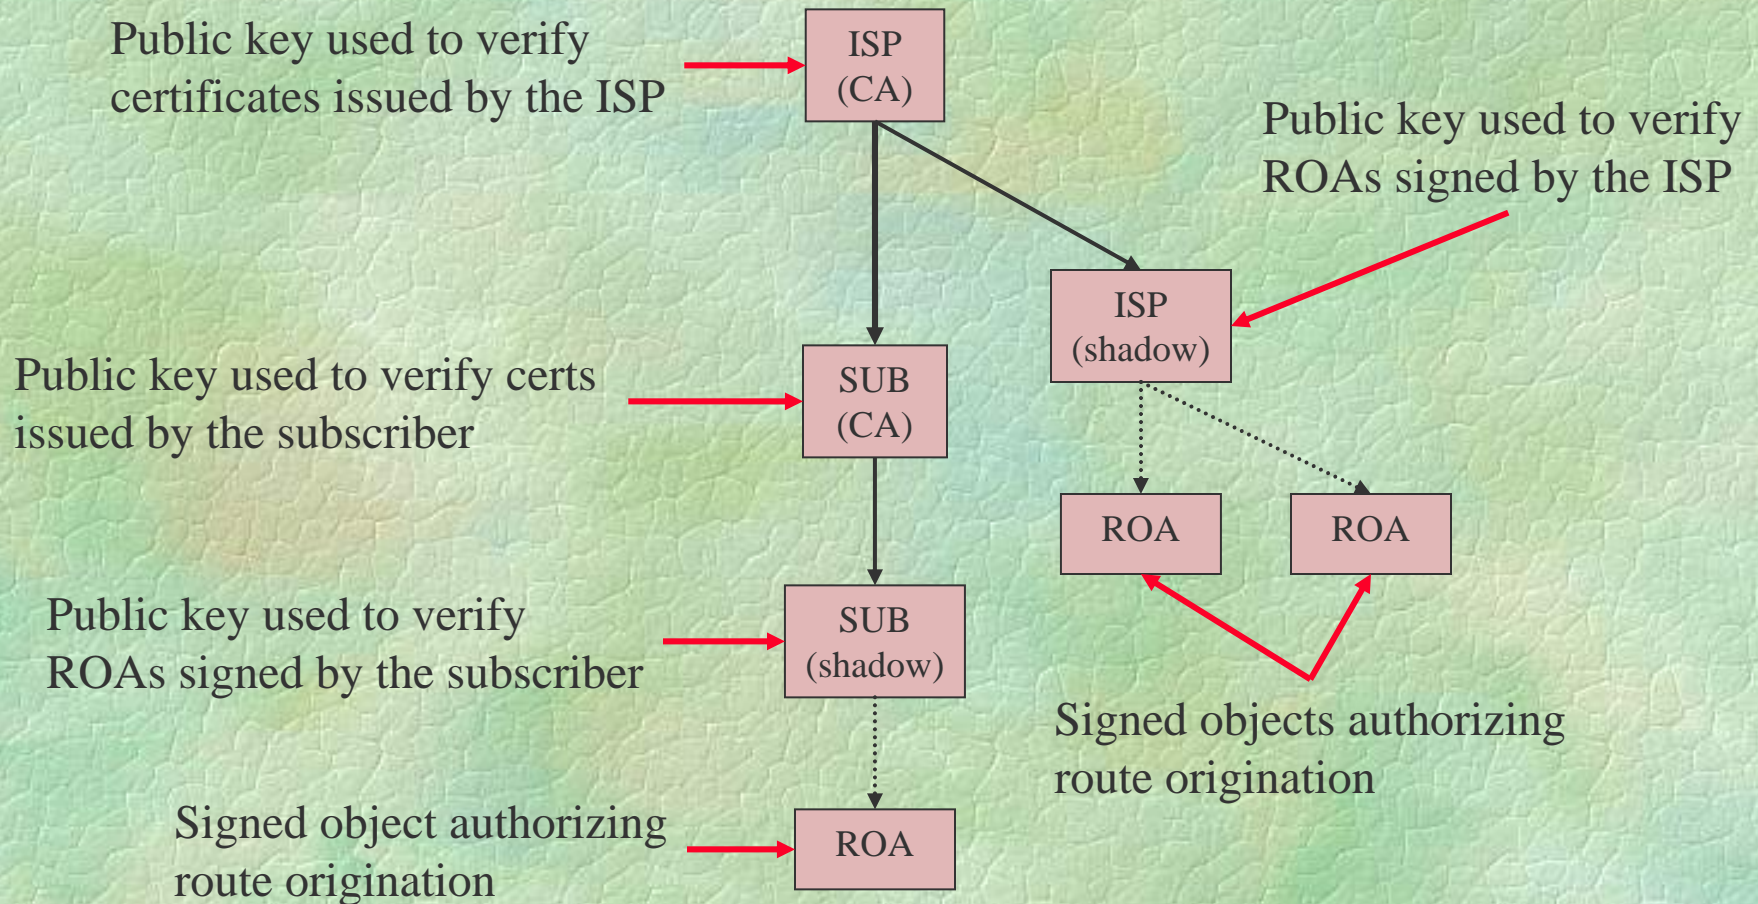 Public key used to verify
certificates issued by the ISP
ISP
(CA)
Public key used to verify
ROAs signed by the ISP
ISP
(shadow)
Public key used to verify certs
issued by the subscriber
SUB
(CA)
ROA
ROA
Public key used to verify
ROAs signed by the subscriber
SUB
(shadow)
Signed objects authorizing
route origination
Signed object authorizing
route origination
ROA